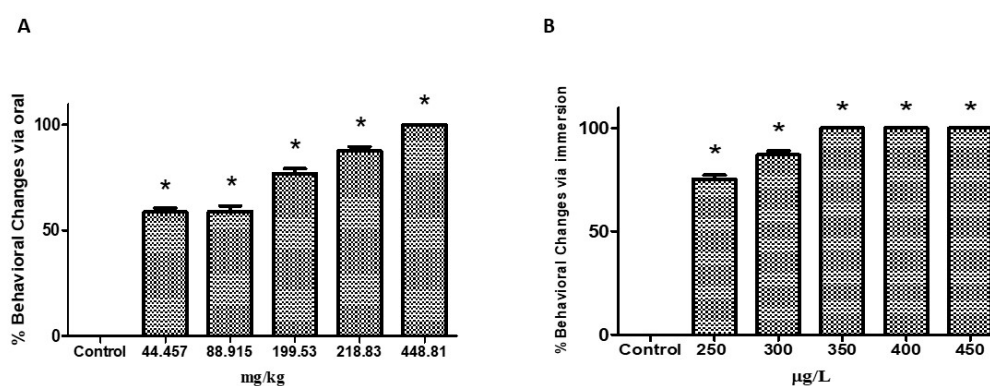 A
% Behavioral Changes via oral
100
50
0
* * * * *
Control 44.457 88.915 199.53 218.83 448.81
mg/kg
B
% Behavioral Changes via immersion
100
50
0
* * * * *
Control 250 300 350 400 450
µg/L